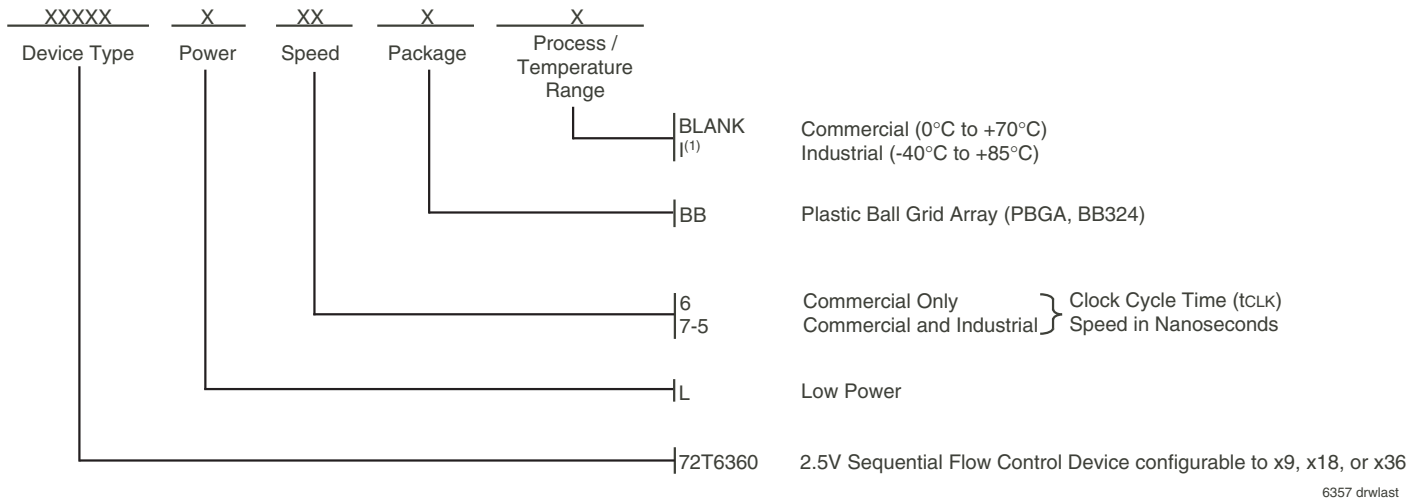 XXXXX X XX X X
Device Type Power Speed Package Process /
Temperature
Range
BLANK Commercial (0°C to +70°C)
I(1) Industrial (-40°C to +85°C)
BB Plastic Ball Grid Array (PBGA, BB324)
6 Commercial Only Clock Cycle Time (tCLK)
7-5 Commercial and Industrial Speed in Nanoseconds
L Low Power
72T6360 2.5V Sequential Flow Control Device configurable to x9, x18, or x36
6357 drwlast